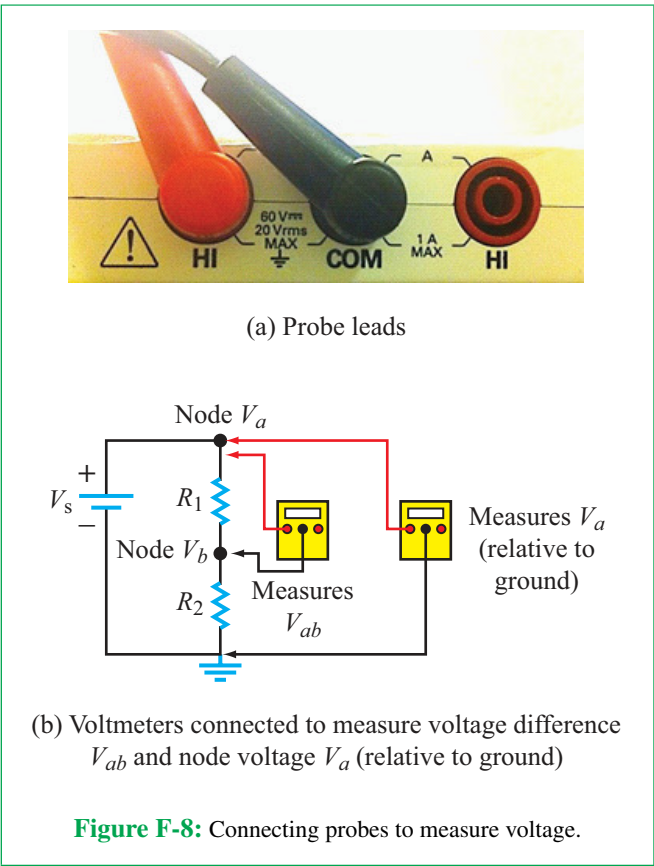 A
60 V⎓
20 Vrms
MAX
1 A
MAX
HI
COM
HI
(a) Probe leads
Node Va
+
Vs
−
R1
Node Vb
R2
Measures
Vab
Measures Va
(relative to
ground)
(b) Voltmeters connected to measure voltage difference
Vab and node voltage Va (relative to ground)
Figure F-8: Connecting probes to measure voltage.